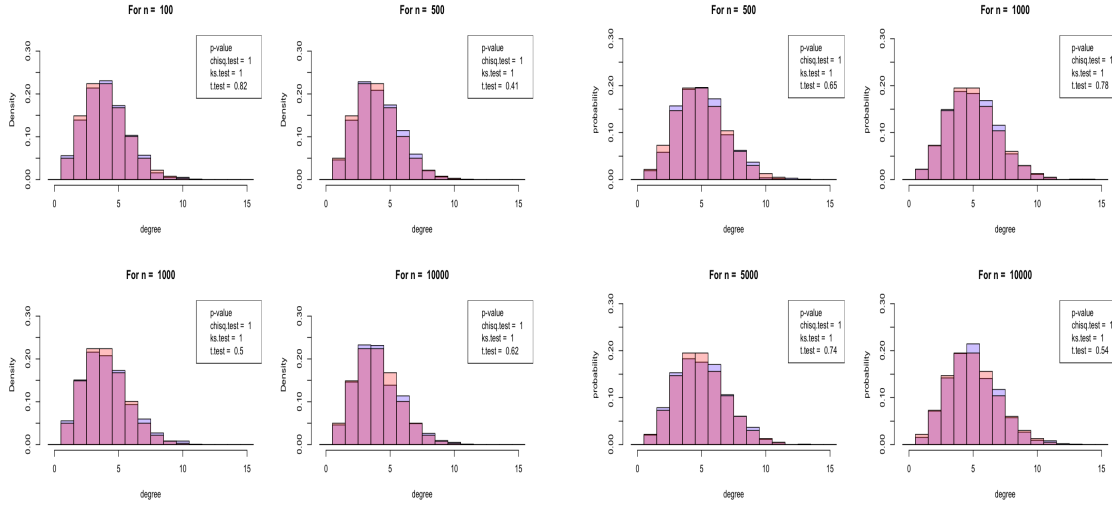 For n = 100
p-value
chisq.test = 1
ks.test = 1
t.test = 0.82
Density
0.00 0.10 0.20 0.30
0 5 10 15
degree
For n = 500
p-value
chisq.test = 1
ks.test = 1
t.test = 0.41
Density
0.00 0.10 0.20 0.30
0 5 10 15
degree
For n = 500
p-value
chisq.test = 1
ks.test = 1
t.test = 0.65
probability
0.00 0.10 0.20 0.30
0 5 10 15
degree
For n = 1000
p-value
chisq.test = 1
ks.test = 1
t.test = 0.78
probability
0.00 0.10 0.20 0.30
0 5 10 15
degree
For n = 1000
p-value
chisq.test = 1
ks.test = 1
t.test = 0.5
Density
0.00 0.10 0.20 0.30
0 5 10 15
degree
For n = 10000
p-value
chisq.test = 1
ks.test = 1
t.test = 0.62
Density
0.00 0.10 0.20 0.30
0 5 10 15
degree
For n = 5000
p-value
chisq.test = 1
ks.test = 1
t.test = 0.74
probability
0.00 0.10 0.20 0.30
0 5 10 15
degree
For n = 10000
p-value
chisq.test = 1
ks.test = 1
t.test = 0.54
probability
0.00 0.10 0.20 0.30
0 5 10 15
degree